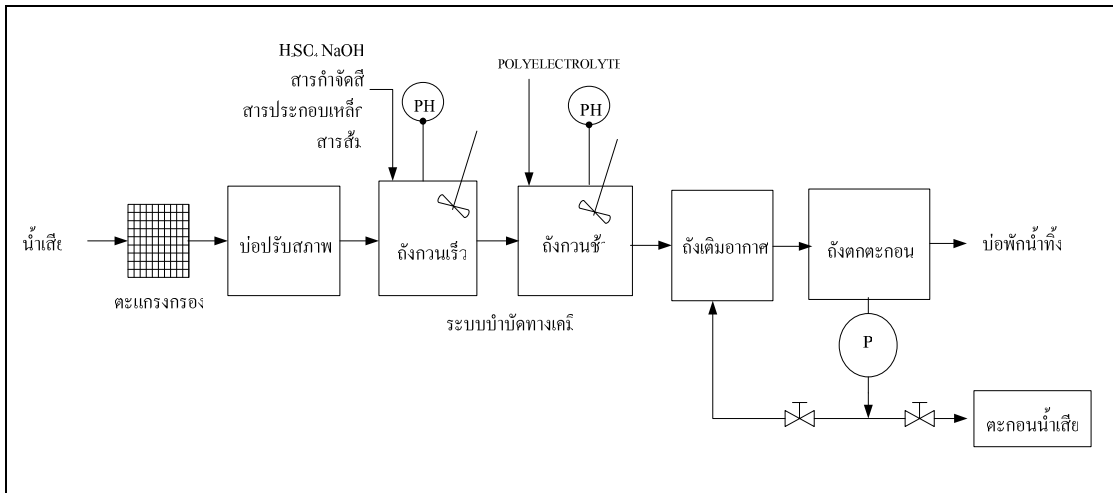 H₂SO₄ NaOH
สารกำจัดสี
สารประกอบเหล็ก
สารส้ม
PH
POLYELECTROLYTE
PH
น้ำเสีย
ตะแกรงกรอง
บ่อปรับสภาพ
ถังกวนเร็ว
ถังกวนช้า
ระบบบำบัดทางเคมี
ถังเติมอากาศ
ถังตกตะกอน
บ่อพักน้ำทิ้ง
P
ตะกอนน้ำเสีย